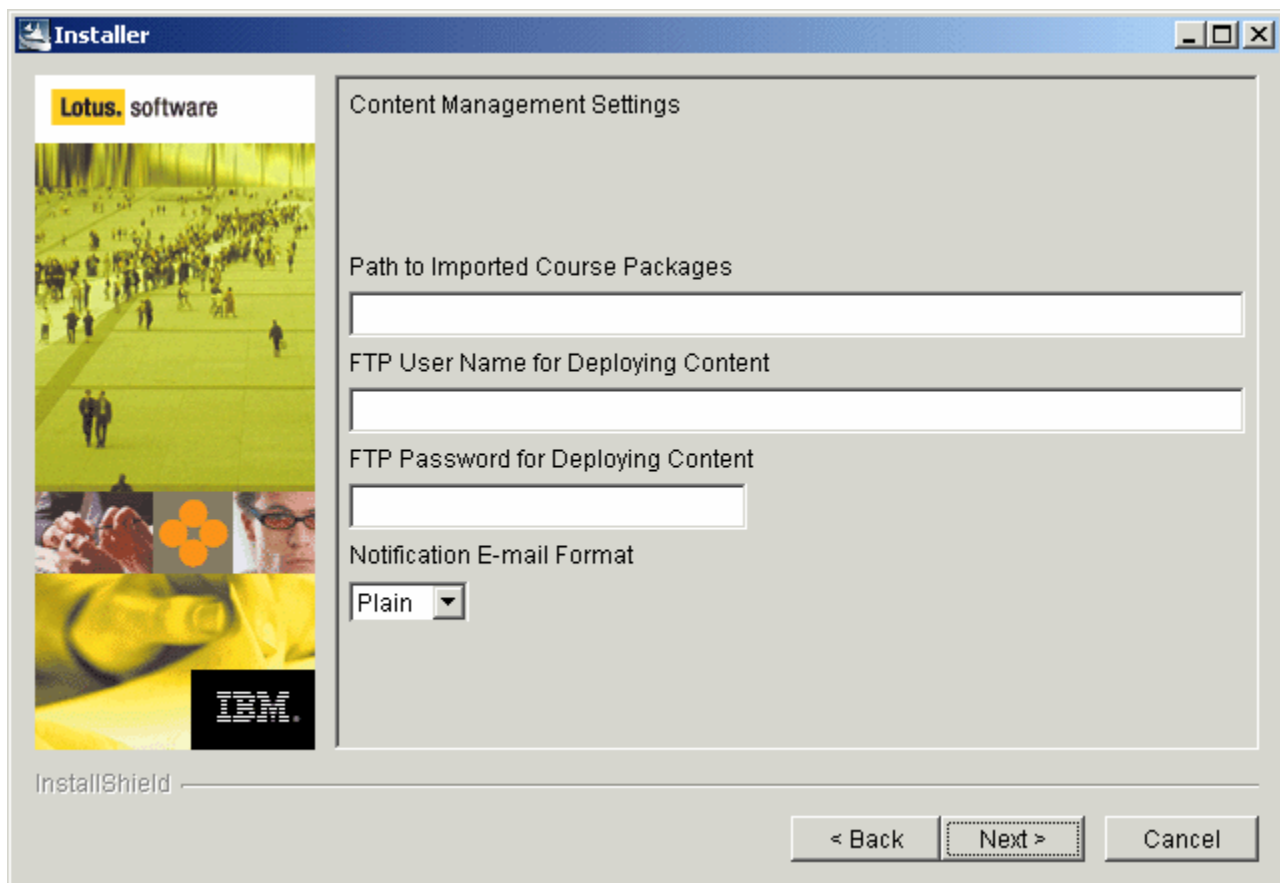 Installer
Lotus. software
Content Management Settings
Path to Imported Course Packages
FTP User Name for Deploying Content
FTP Password for Deploying Content
Notification E-mail Format
Plain
IBM.
InstallShield
< Back
Next >
Cancel